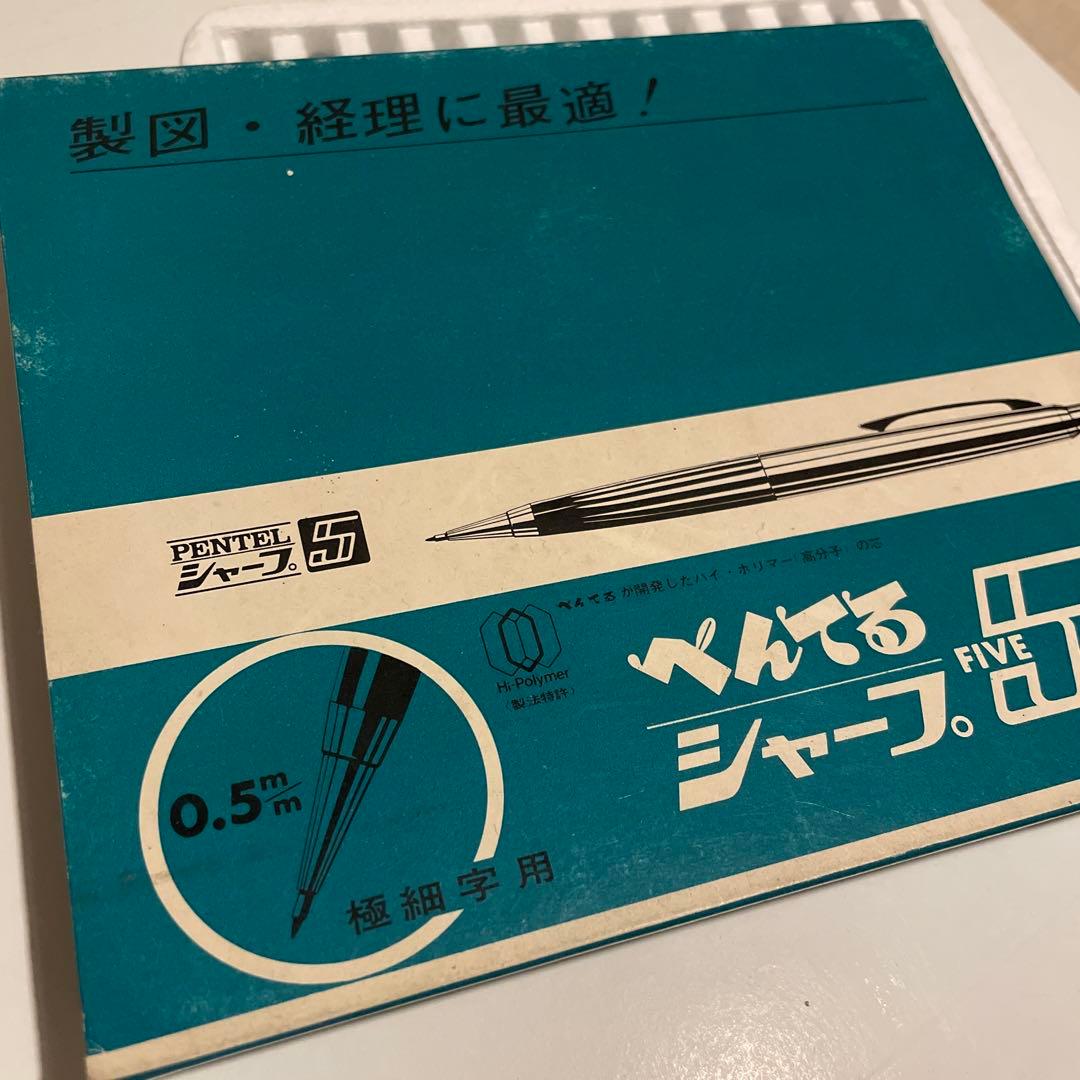 製図・経理に最適!
PENTEL
シャープ 5
ぺんてるが開発したハイ・ポリマー(高分子)の芯
Hi-Polymer
(製法特許)
ぺんてる
シャープ
FIVE 5
0.5m/m
極細字用